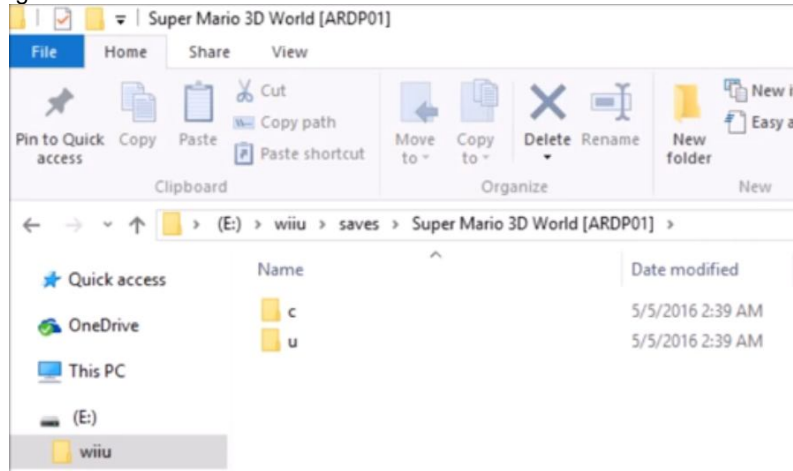 Super Mario 3D World [ARDP01]
File Home Share View
Pin to Quick access
Copy
Paste
Cut
Copy path
Paste shortcut
Move to
Copy to
Delete
Rename
New folder
New
Easy
Clipboard
Organize
New
(E:) > wiiu > saves > Super Mario 3D World [ARDP01] >
Name Date modified
c 5/5/2016 2:39 AM
u 5/5/2016 2:39 AM
Quick access
OneDrive
This PC
(E:)
wiiu